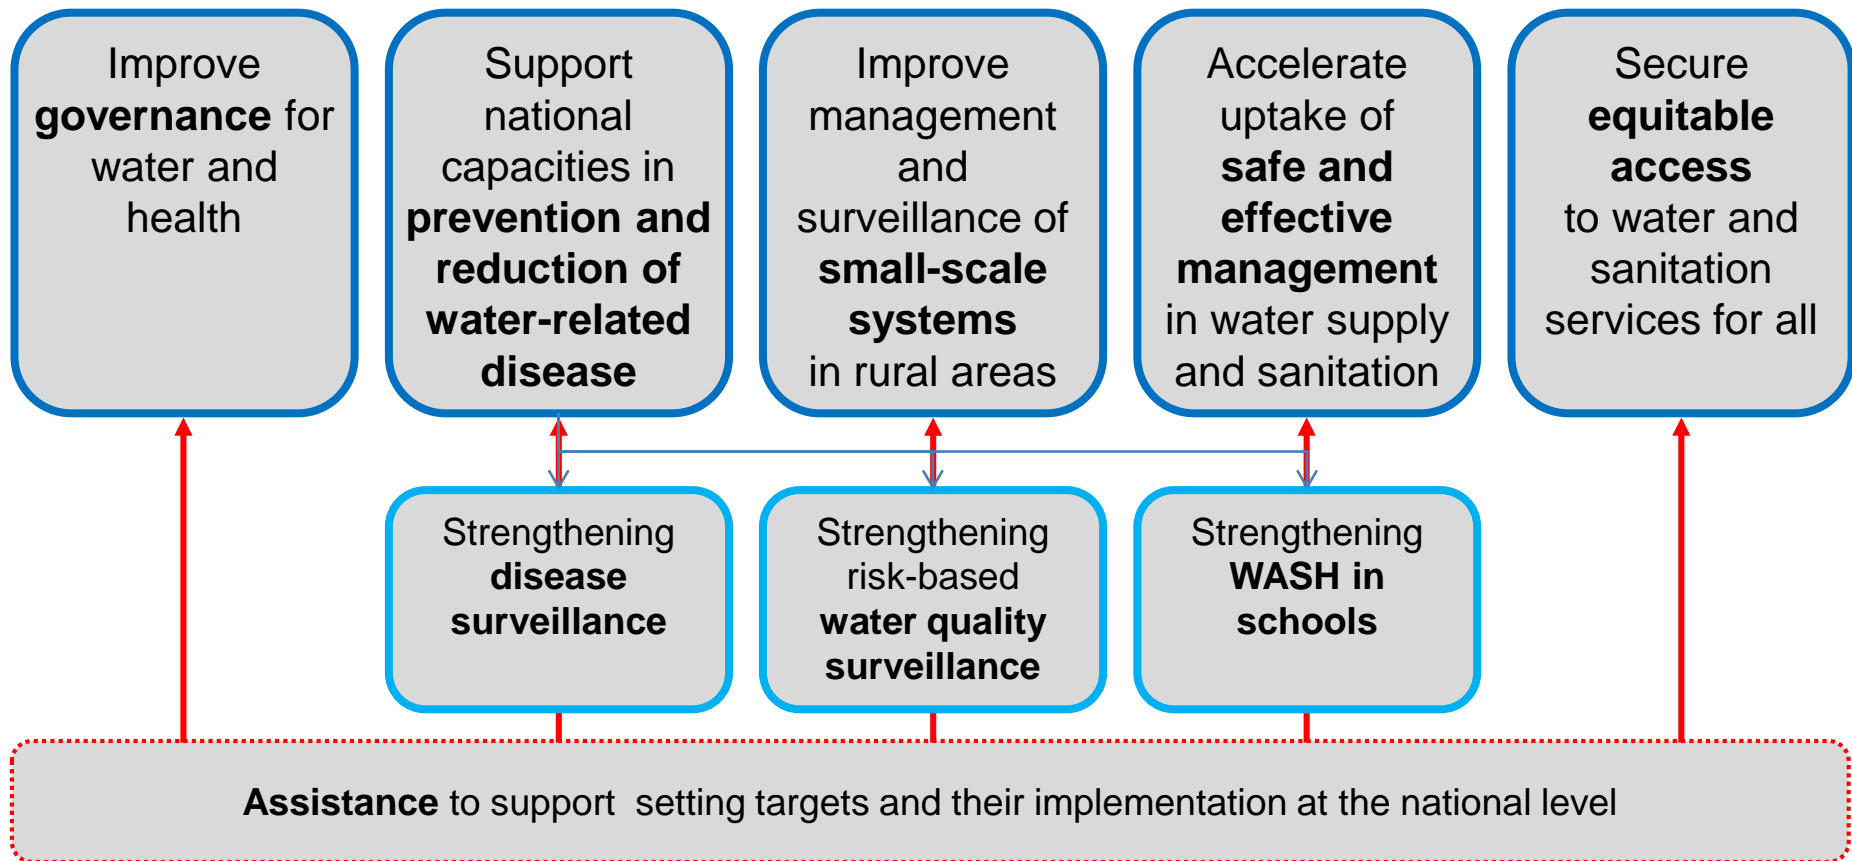 Improve
governance for
water and
health
Support
national
capacities in
prevention and
reduction of
water-related
disease
Improve
management
and
surveillance of
small-scale
systems
in rural areas
Accelerate
uptake of
safe and
effective
management
in water supply
and sanitation
Secure
equitable
access
to water and
sanitation
services for all
Strengthening
disease
surveillance
Strengthening
risk-based
water quality
surveillance
Strengthening
WASH in
schools
Assistance to support  setting targets and their implementation at the national level